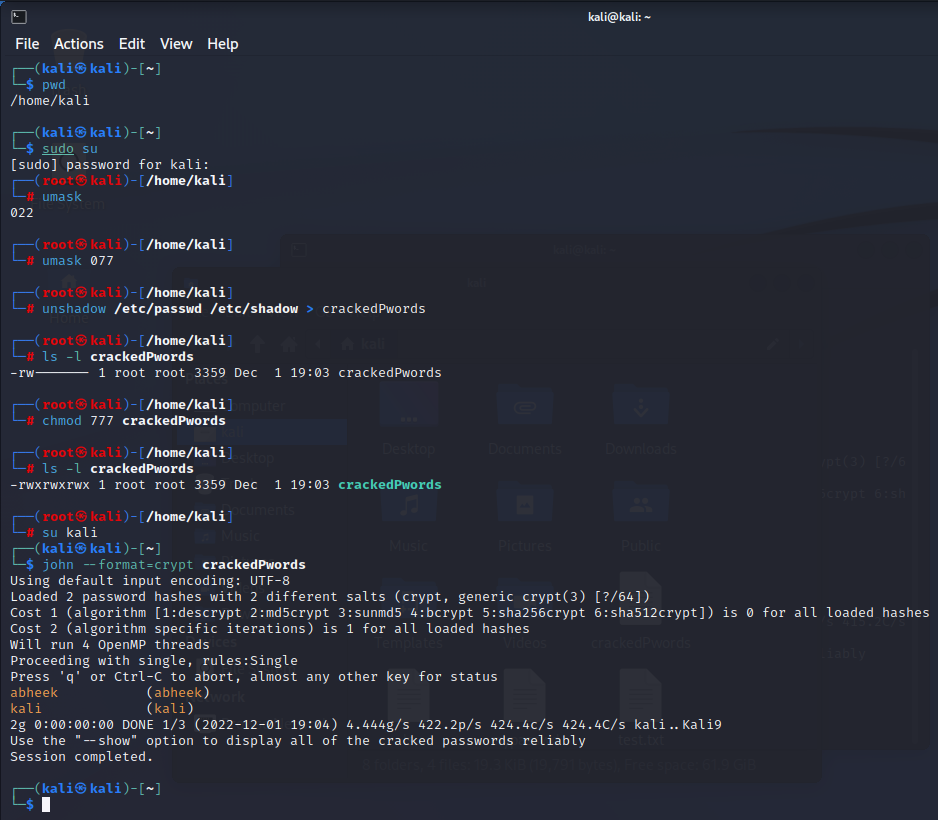 kali@kali: ~
File Actions Edit View Help
┌──(kali㉿kali)-[~]
└─$ pwd
/home/kali
┌──(kali㉿kali)-[~]
└─$ sudo su
[sudo] password for kali:
┌──(root㉿kali)-[/home/kali]
└─# umask
022
┌──(root㉿kali)-[/home/kali]
└─# umask 077
┌──(root㉿kali)-[/home/kali]
└─# unshadow /etc/passwd /etc/shadow > crackedPwords
┌──(root㉿kali)-[/home/kali]
└─# ls -l crackedPwords
-rw------- 1 root root 3359 Dec  1 19:03 crackedPwords
┌──(root㉿kali)-[/home/kali]
└─# chmod 777 crackedPwords
┌──(root㉿kali)-[/home/kali]
└─# ls -l crackedPwords
-rwxrwxrwx 1 root root 3359 Dec  1 19:03 crackedPwords
┌──(root㉿kali)-[/home/kali]
└─# su kali
┌──(kali㉿kali)-[~]
└─$ john --format=crypt crackedPwords
Using default input encoding: UTF-8
Loaded 2 password hashes with 2 different salts (crypt, generic crypt(3) [?/64])
Cost 1 (algorithm [1:descrypt 2:md5crypt 3:sunmd5 4:bcrypt 5:sha256crypt 6:sha512crypt]) is 0 for all loaded hashes
Cost 2 (algorithm specific iterations) is 1 for all loaded hashes
Will run 4 OpenMP threads
Proceeding with single, rules:Single
Press 'q' or Ctrl-C to abort, almost any other key for status
abheek           (abheek)
kali             (kali)
2g 0:00:00:00 DONE 1/3 (2022-12-01 19:04) 4.444g/s 422.2p/s 424.4c/s 424.4C/s kali..Kali9
Use the "--show" option to display all of the cracked passwords reliably
Session completed.
┌──(kali㉿kali)-[~]
└─$
kali
Desktop
Documents
Downloads
Music
Pictures
Public
Templates
Videos
crackedPwords